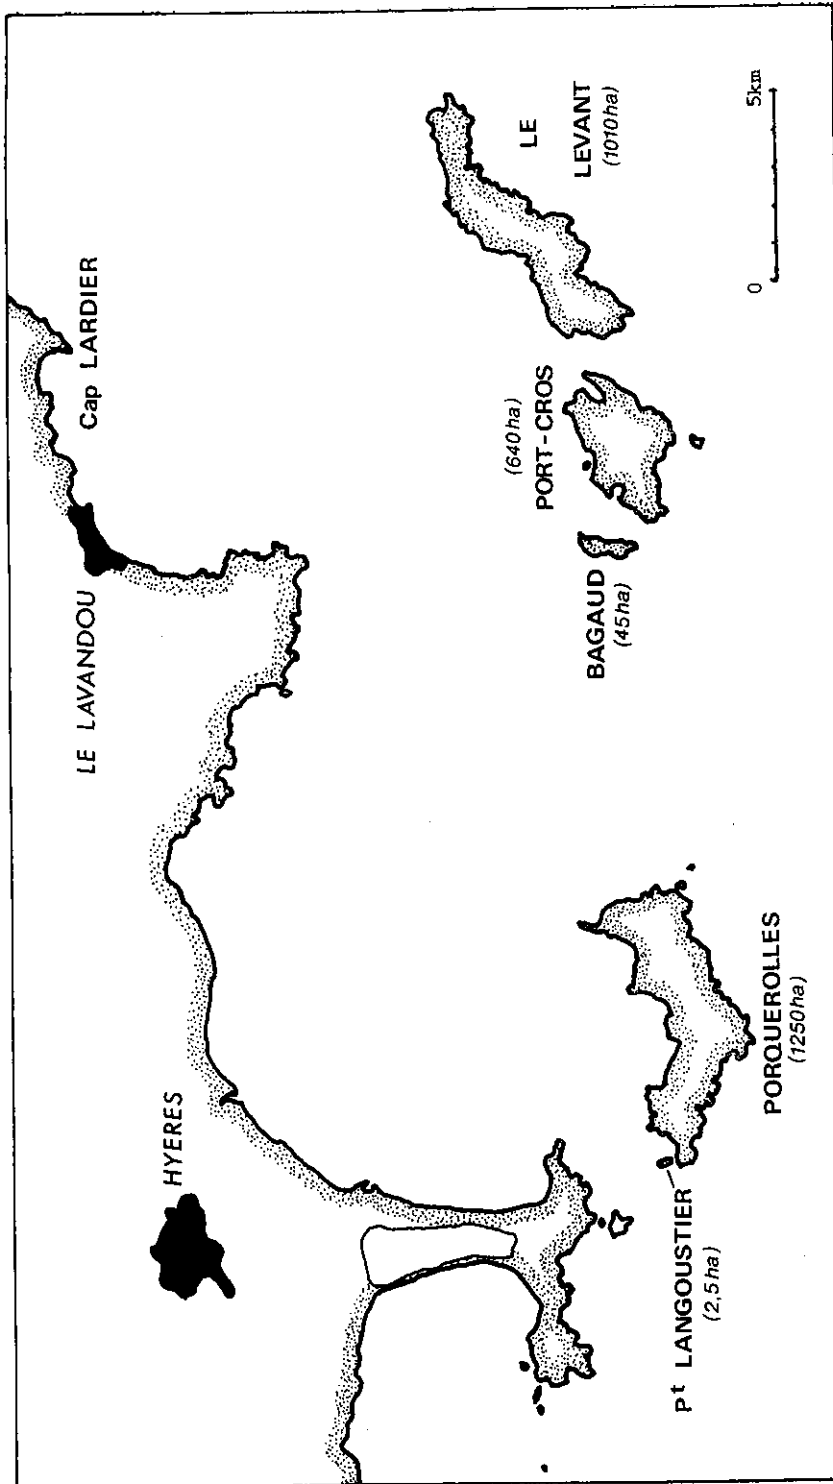 Cap LARDIER
LE LAVANDOU
HYERES
LE
LEVANT
(1010ha)
(640ha)
PORT-CROS
BAGAUD
(45ha)
PORQUEROLLES
(1250ha)
Pt LANGOUSTIER
(2,5ha)
0
5km